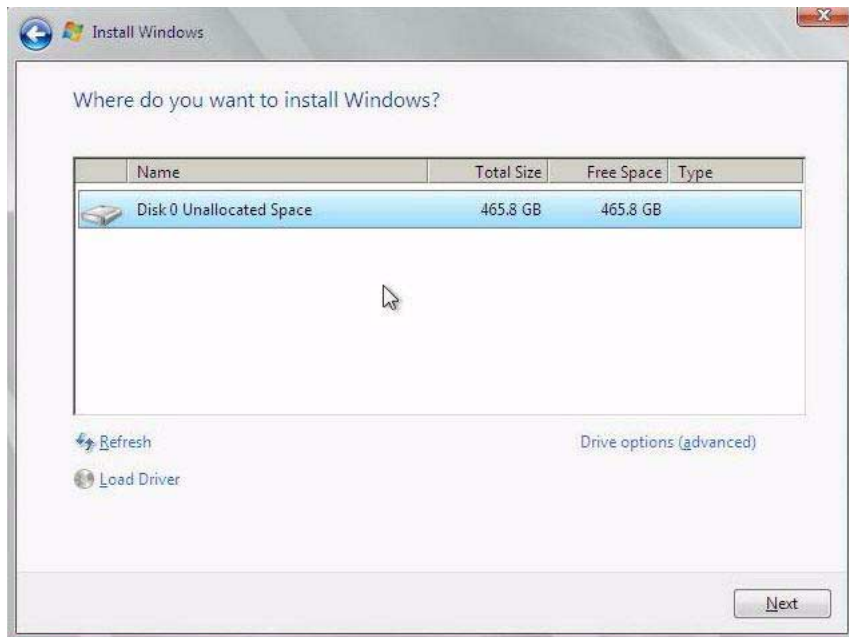 Install Windows
Where do you want to install Windows?
Name Total Size Free Space Type
Disk 0 Unallocated Space 465.8 GB 465.8 GB
Refresh Drive options (advanced)
Load Driver
Next